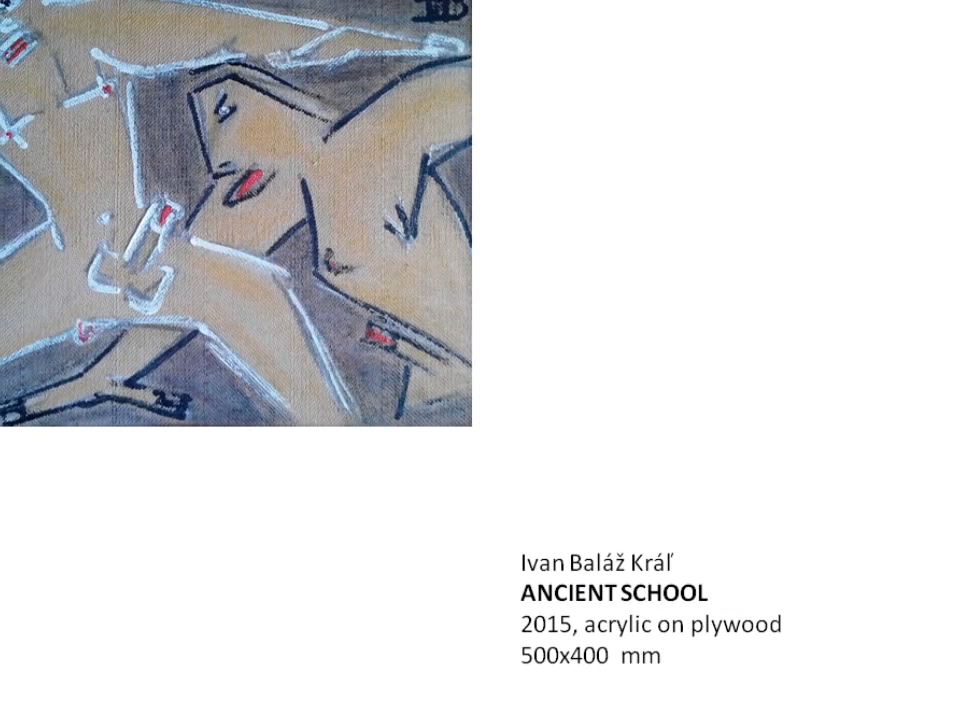 Ivan Baláž Kráľ
ANCIENT SCHOOL
2015, acrylic on plywood
500x400 mm